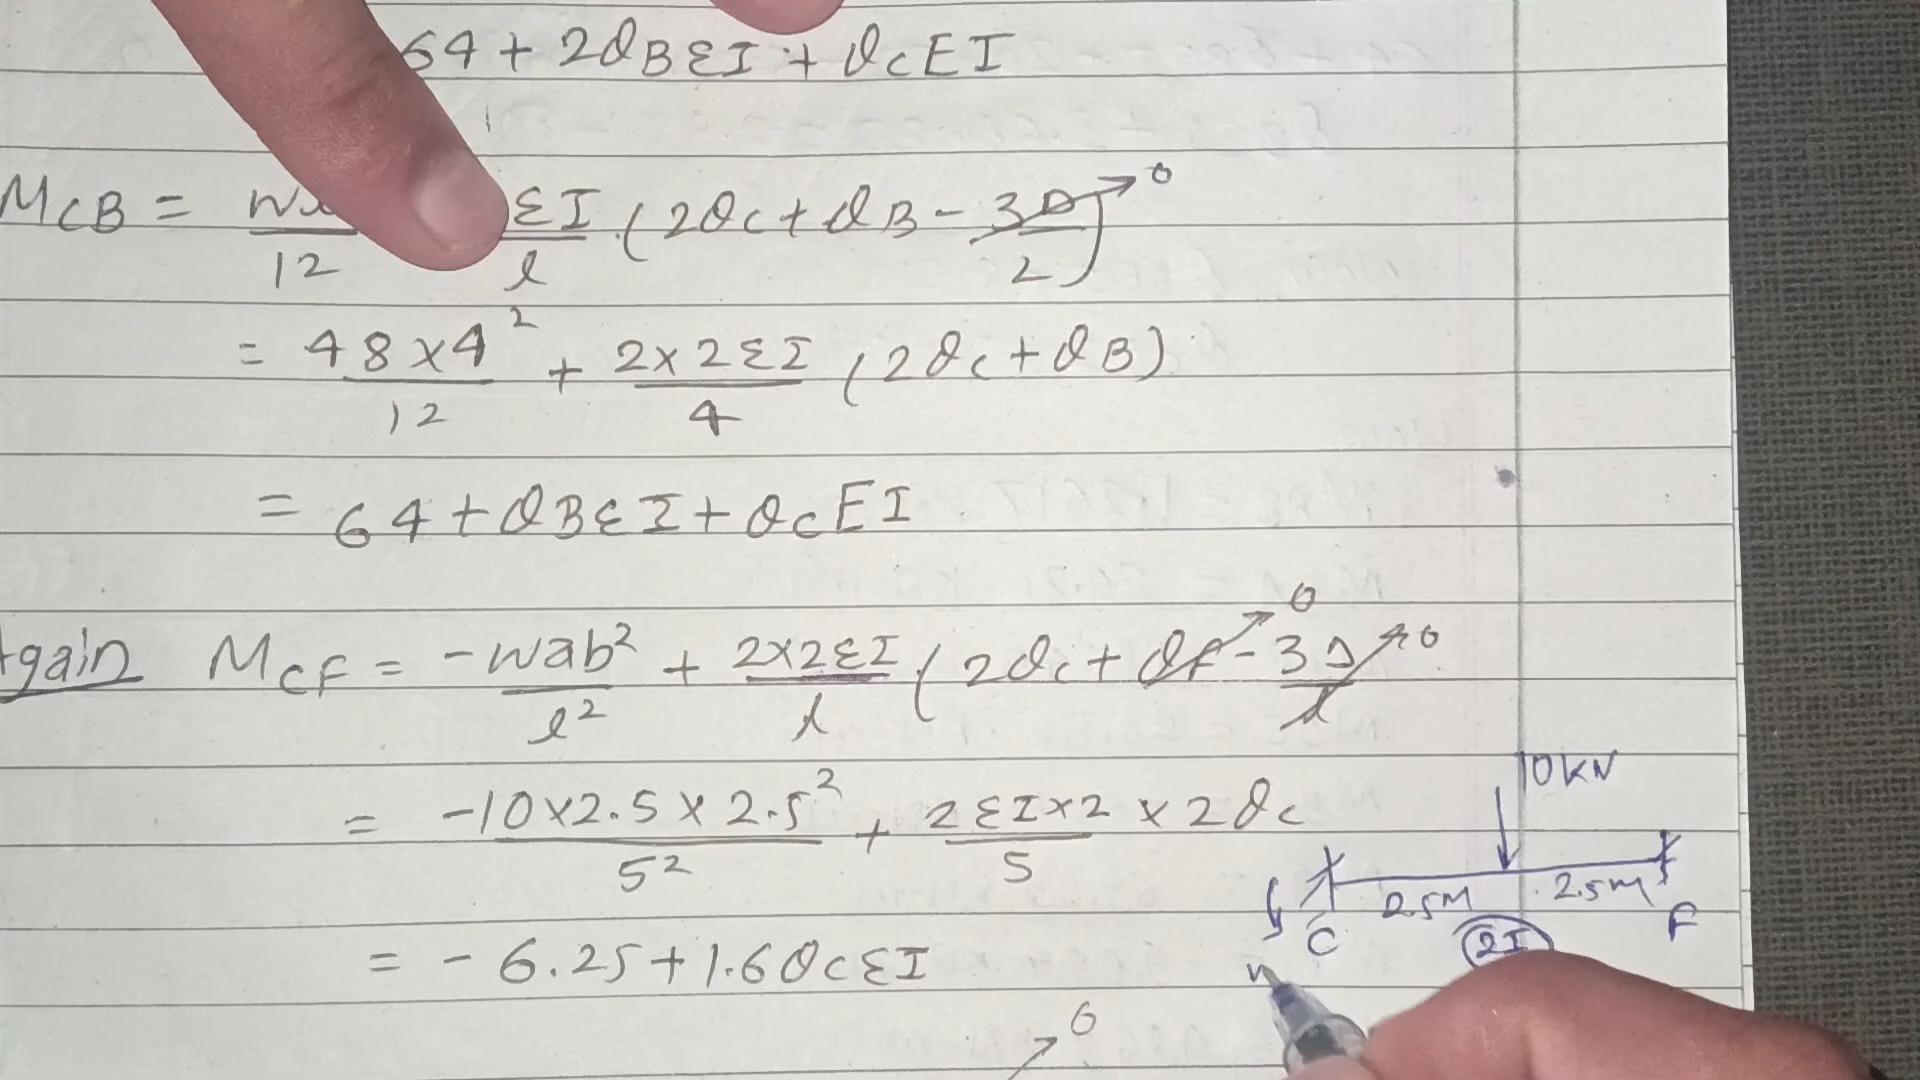 64 + 2θBEI + θCEI
MCB = wl/12 EI/l (2θC + θB - 3Δ/2) → 0
= 48×4²/12 + 2×2EI/4 (2θC + θB)
= 64 + θBEI + θCEI
Again MCF = -wab²/l² + 2×2EI/l (2θC + θF → 0 - 3Δ/l → 0
= -10×2.5×2.5²/5² + 2EI×2/5 × 2θC
= -6.25 + 1.6θCEI
10KN
2.5M 2.5M
C 2I F
→ 0